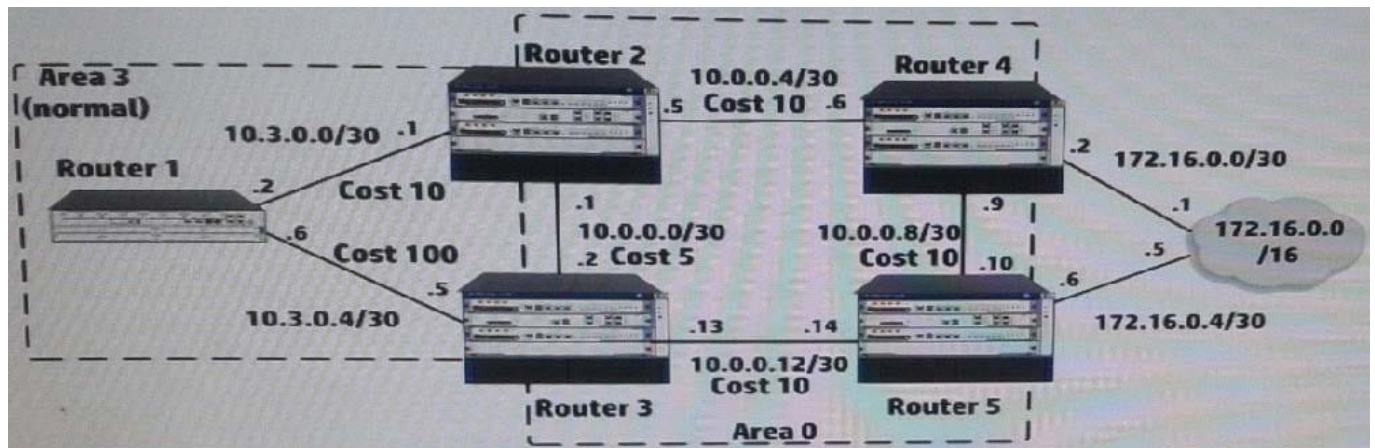 Area 3
(normal)
Router 1
10.3.0.0/30
.1
.2
Cost 10
.6
Cost 100
.5
10.3.0.4/30
Router 2
.5
10.0.0.4/30
Cost 10
.6
Router 4
.1
10.0.0.0/30
.2 Cost 5
.9
10.0.0.8/30
Cost 10
.10
.2
172.16.0.0/30
.1
172.16.0.0
/16
.5
.6
172.16.0.4/30
.13
.14
10.0.0.12/30
Cost 10
Router 3
Router 5
Area 0